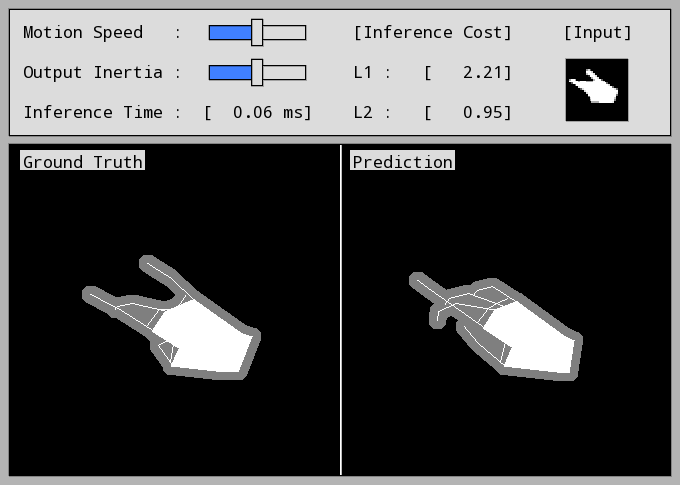 Motion Speed   :   [Inference Cost]   [Input]
Output Inertia:   L1 :   [   2.21]
Inference Time :  [  0.06 ms]   L2 :   [   0.95]
Ground Truth   Prediction